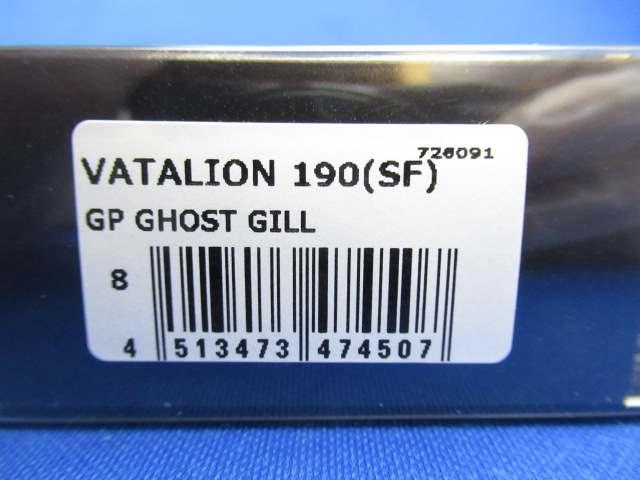 726091
VATALION 190(SF)
GP GHOST GILL
8
4 513473 474507